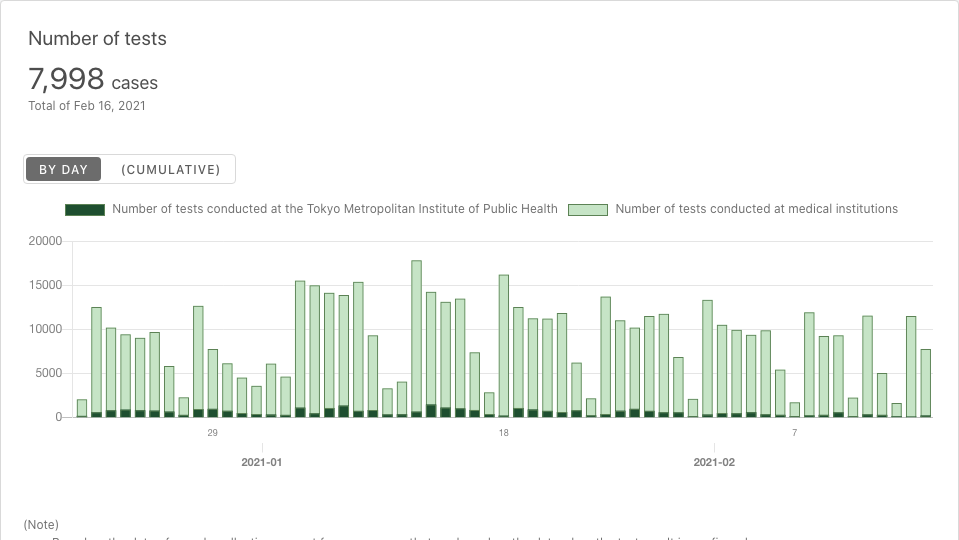 Number of tests
7,998 cases
Total of Feb 16, 2021
BY DAY (CUMULATIVE)
Number of tests conducted at the Tokyo Metropolitan Institute of Public Health Number of tests conducted at medical institutions
20000
15000
10000
5000
0
29 18 7
2021-01 2021-02
(Note)